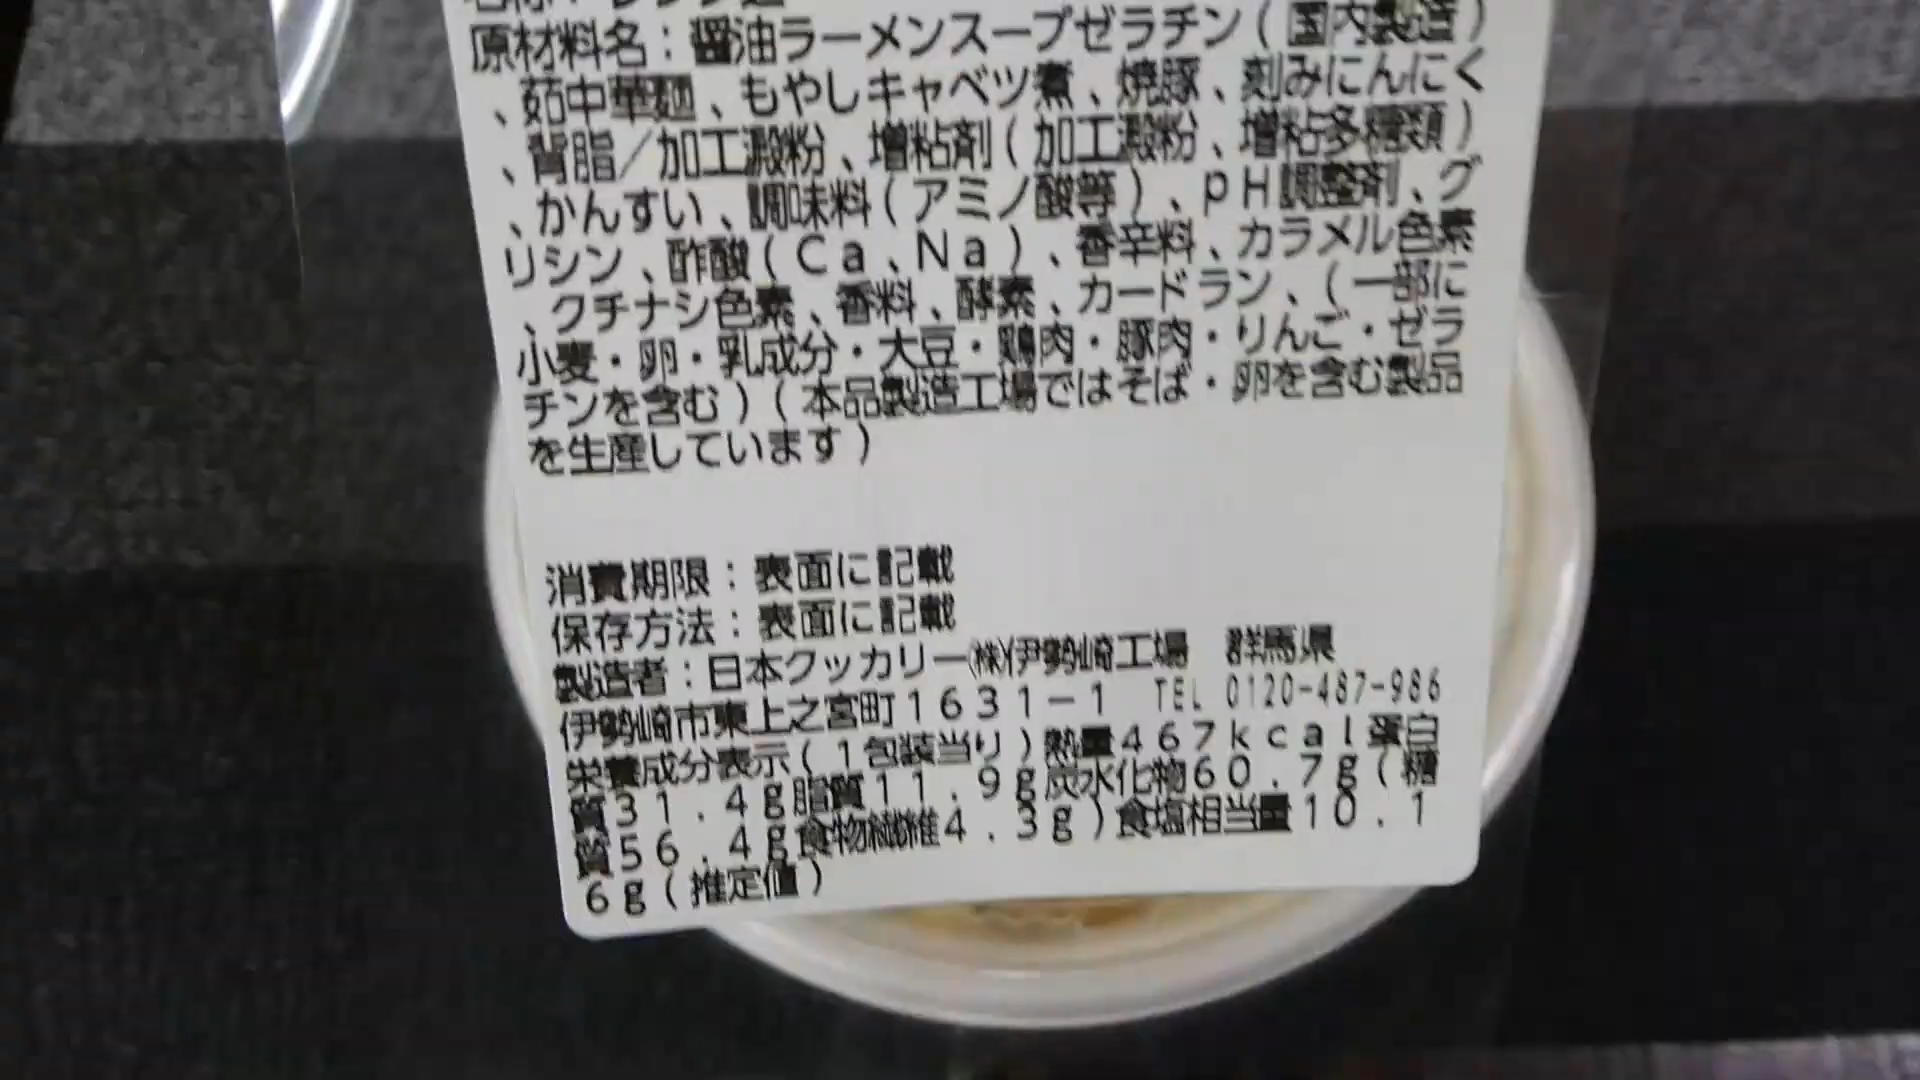 原材料名：醤油ラーメンスープゼラチン(国内製造)
、茹中華麺、もやしキャベツ煮、焼豚、刻みにんにく
、背脂／加工澱粉、増粘剤(加工澱粉、増粘多糖類)
、かんすい、調味料(アミノ酸等)、pH調整剤、グ
リシン、酢酸(Ca、Na)、香辛料、カラメル色素
、クチナシ色素、香料、酵素、カードラン、(一部に
小麦・卵・乳成分・大豆・鶏肉・豚肉・りんご・ゼラ
チンを含む)(本品製造工場ではそば・卵を含む製品
を生産しています)
消費期限：表面に記載
保存方法：表面に記載
製造者：日本クッカリー(株)伊勢崎工場 群馬県
伊勢崎市東上之宮町1631-1 TEL 0120-487-986
栄養成分表示(1包装当り)熱量467kcal蛋白
質31.4g脂質11.9g炭水化物60.7g(糖
質56.4g食物繊維4.3g)食塩相当量10.1
6g(推定値)